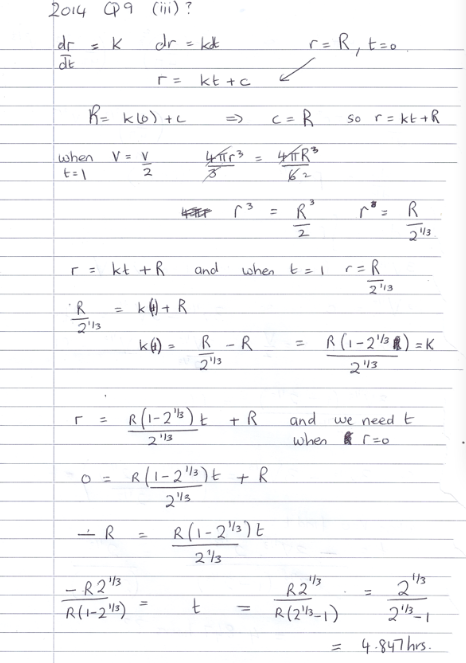 2014 Q9 (iii) ?
dr/dt = K dr = kdt r = R, t=0
r = kt + c
R = k(0) + c ⇒ c = R so r = kt + R
when t=1 V = V/2 4πr³/3 = 4πR³/6 2
r³ = R³/2 r = R/2^1/3
r = kt + R and when t = 1 r = R/2^1/3
R/2^1/3 = k(1) + R
k(1) = R/2^1/3 - R = R(1-2^1/3)/2^1/3 = K
r = R(1-2^1/3)t/2^1/3 + R and we need t when r=0
0 = R(1-2^1/3)t/2^1/3 + R
- R = R(1-2^1/3)t/2^1/3
-R2^1/3/R(1-2^1/3) = t = R2^1/3/R(2^1/3-1) = 2^1/3/2^1/3-1
= 4.847hrs.